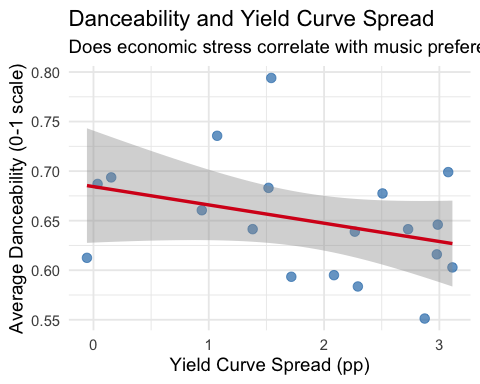 Danceability and Yield Curve Spread
Does economic stress correlate with music prefere
Average Danceability (0-1 scale)
0.80
0.75
0.70
0.65
0.60
0.55
0
1
2
3
Yield Curve Spread (pp)